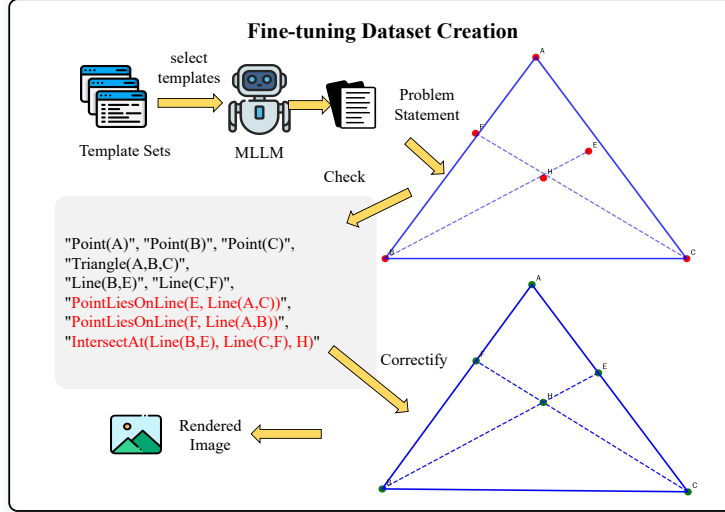 Fine-tuning Dataset Creation
select
templates
Template Sets
MLLM
Problem
Statement
A
F
E
H
B
C
Check
"Point(A)", "Point(B)", "Point(C)",
"Triangle(A,B,C)",
"Line(B,E)", "Line(C,F)",
"PointLiesOnLine(E, Line(A,C))",
"PointLiesOnLine(F, Line(A,B))",
"IntersectAt(Line(B,E), Line(C,F), H)"
Correctify
A
F
E
H
B
C
Rendered
Image